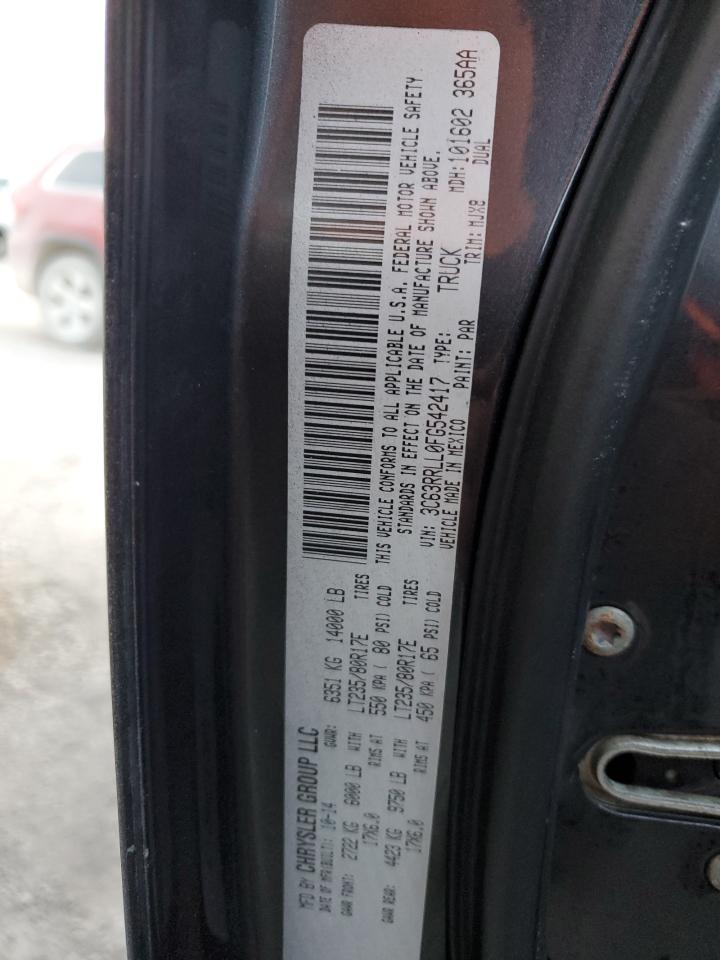 MFD BY CHRYSLER GROUP LLC
DATE OF MFR(BUILT): 10-14 GVWR: 6351 KG 14000 LB
GAWR FRONT: 2722 KG 6000 LB WITH LT235/80R17E TIRES
17X6.0 RIMS AT 550 KPA ( 80 PSI) COLD
GAWR REAR: 4423 KG 9750 LB WITH LT235/80R17E TIRES
17X6.0 RIMS AT 450 KPA ( 65 PSI) COLD
THIS VEHICLE CONFORMS TO ALL APPLICABLE U.S.A. FEDERAL MOTOR VEHICLE SAFETY
STANDARDS IN EFFECT ON THE DATE OF MANUFACTURE SHOWN ABOVE.
VIN: 3C63RRLL0FG542417 TYPE: TRUCK MDH:101602 365AA
VEHICLE MADE IN MEXICO PAINT: PAR TRIM:MJX8 DUAL